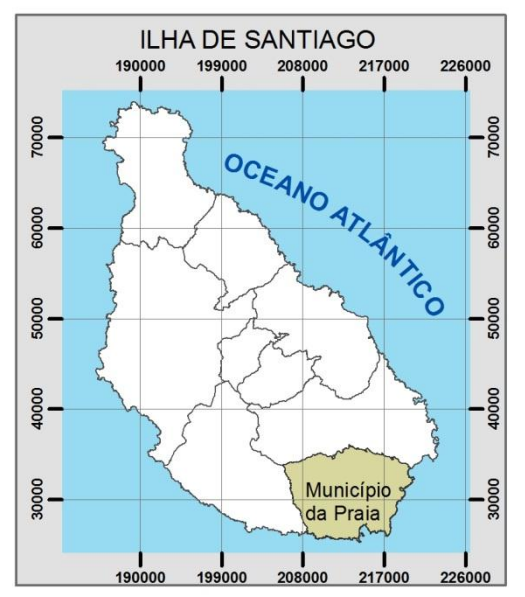 ILHA DE SANTIAGO
190000 199000 208000 217000 226000
70000 70000
OCEANO ATLÂNTICO
60000 60000
50000 50000
40000 40000
30000 30000
Município
da Praia
190000 199000 208000 217000 226000